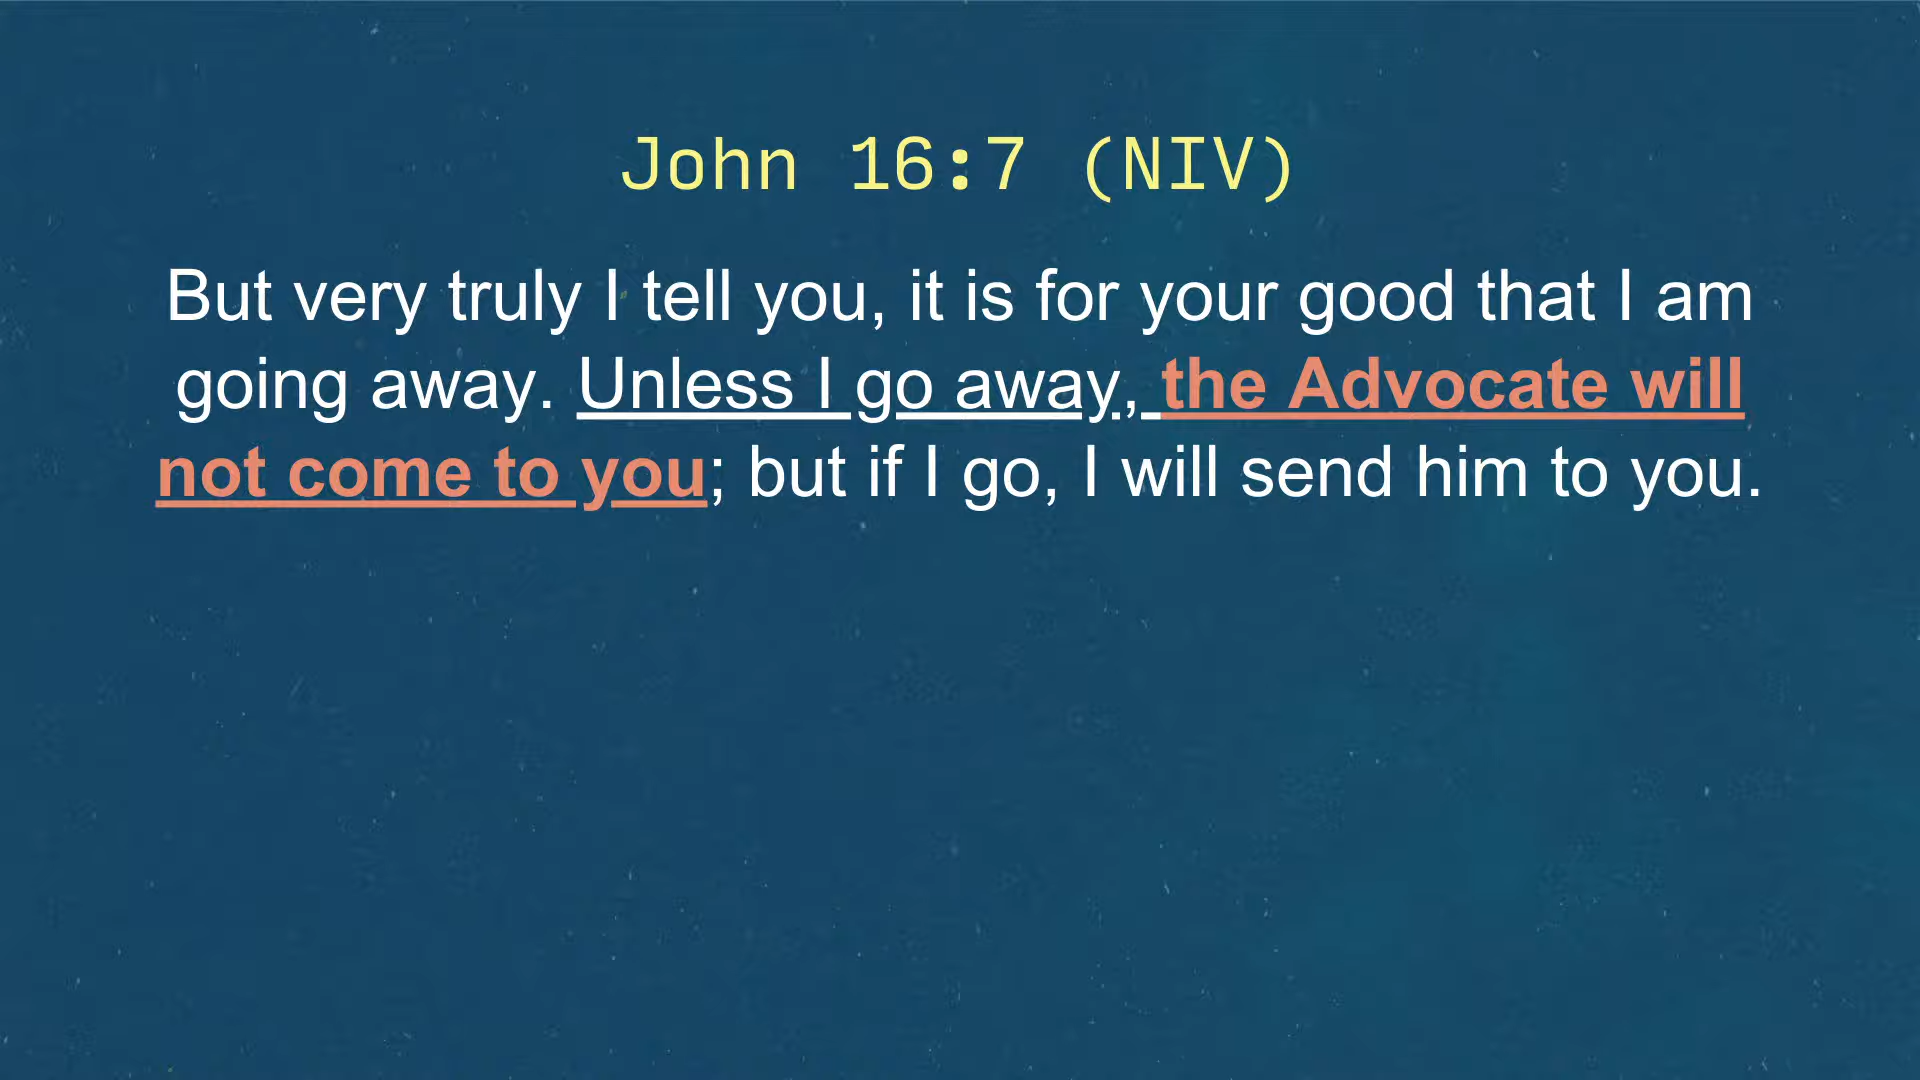 John 16:7 (NIV)
But very truly I tell you, it is for your good that I am
going away. Unless I go away, the Advocate will
not come to you; but if I go, I will send him to you.